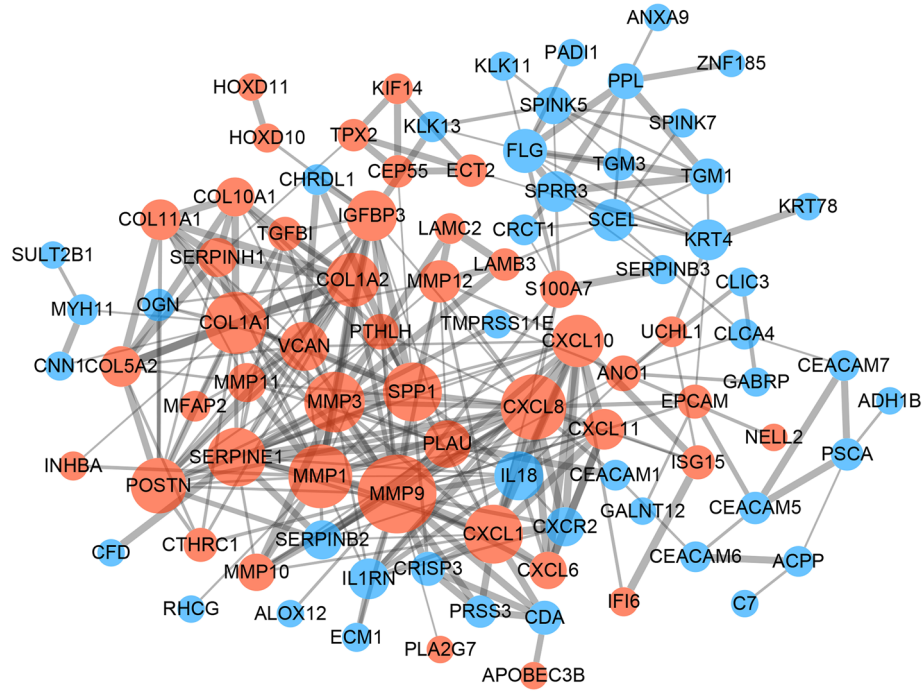 ANXA9
PADI1
ZNF185
KLK11
PPL
HOXD11
KIF14
SPINK5
SPINK7
HOXD10
TPX2
KLK13
FLG
TGM3
TGM1
CEP55
ECT2
CHRDL1
SPRR3
COL10A1
COL11A1
IGFBP3
SCEL
KRT78
TGFBI
LAMC2
CRCT1
KRT4
SULT2B1
SERPINH1
LAMB3
SERPINB3
COL1A2
MMP12
S100A7
CLIC3
MYH11
OGN
COL1A1
PTHLH
TMPRSS11E
UCHL1
CLCA4
VCAN
CXCL10
CNN1
COL5A2
CEACAM7
MMP11
ANO1
GABRP
MFAP2
MMP3
SPP1
CXCL8
EPCAM
ADH1B
CXCL11
NELL2
PLAU
SERPINE1
PSCA
INHBA
ISG15
POSTN
MMP1
IL18
CEACAM1
MMP9
CEACAM5
GALNT12
CXCR2
CXCL1
SERPINB2
CFD
CTHRC1
CEACAM6
ACPP
MMP10
IL1RN
CRISP3
CXCL6
RHCG
ALOX12
PRSS3
CDA
IFI6
C7
ECM1
PLA2G7
APOBEC3B